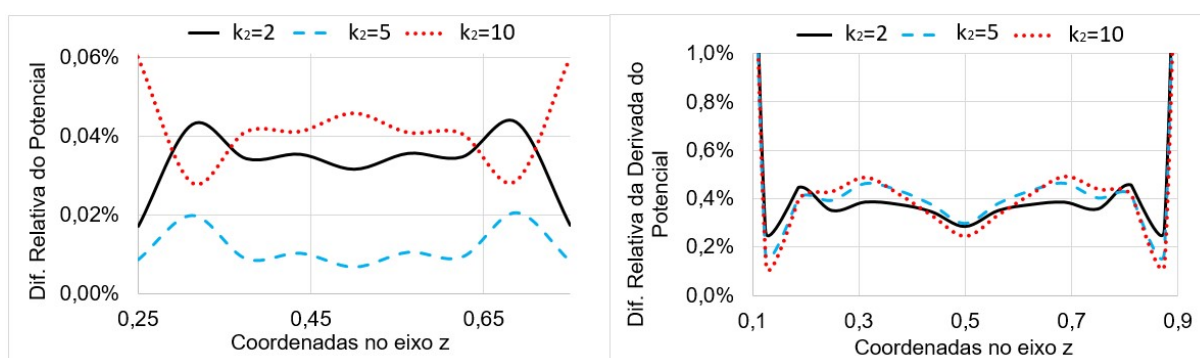 k₂=2 k₂=5 k₂=10
Dif. Relativa do Potencial
0,06%
0,04%
0,02%
0,00%
0,25 0,45 0,65
Coordenadas no eixo z
k₂=2 k₂=5 k₂=10
Dif. Relativa da Derivada do
Potencial
1,0%
0,8%
0,6%
0,4%
0,2%
0,0%
0,1 0,3 0,5 0,7 0,9
Coordenadas no eixo z